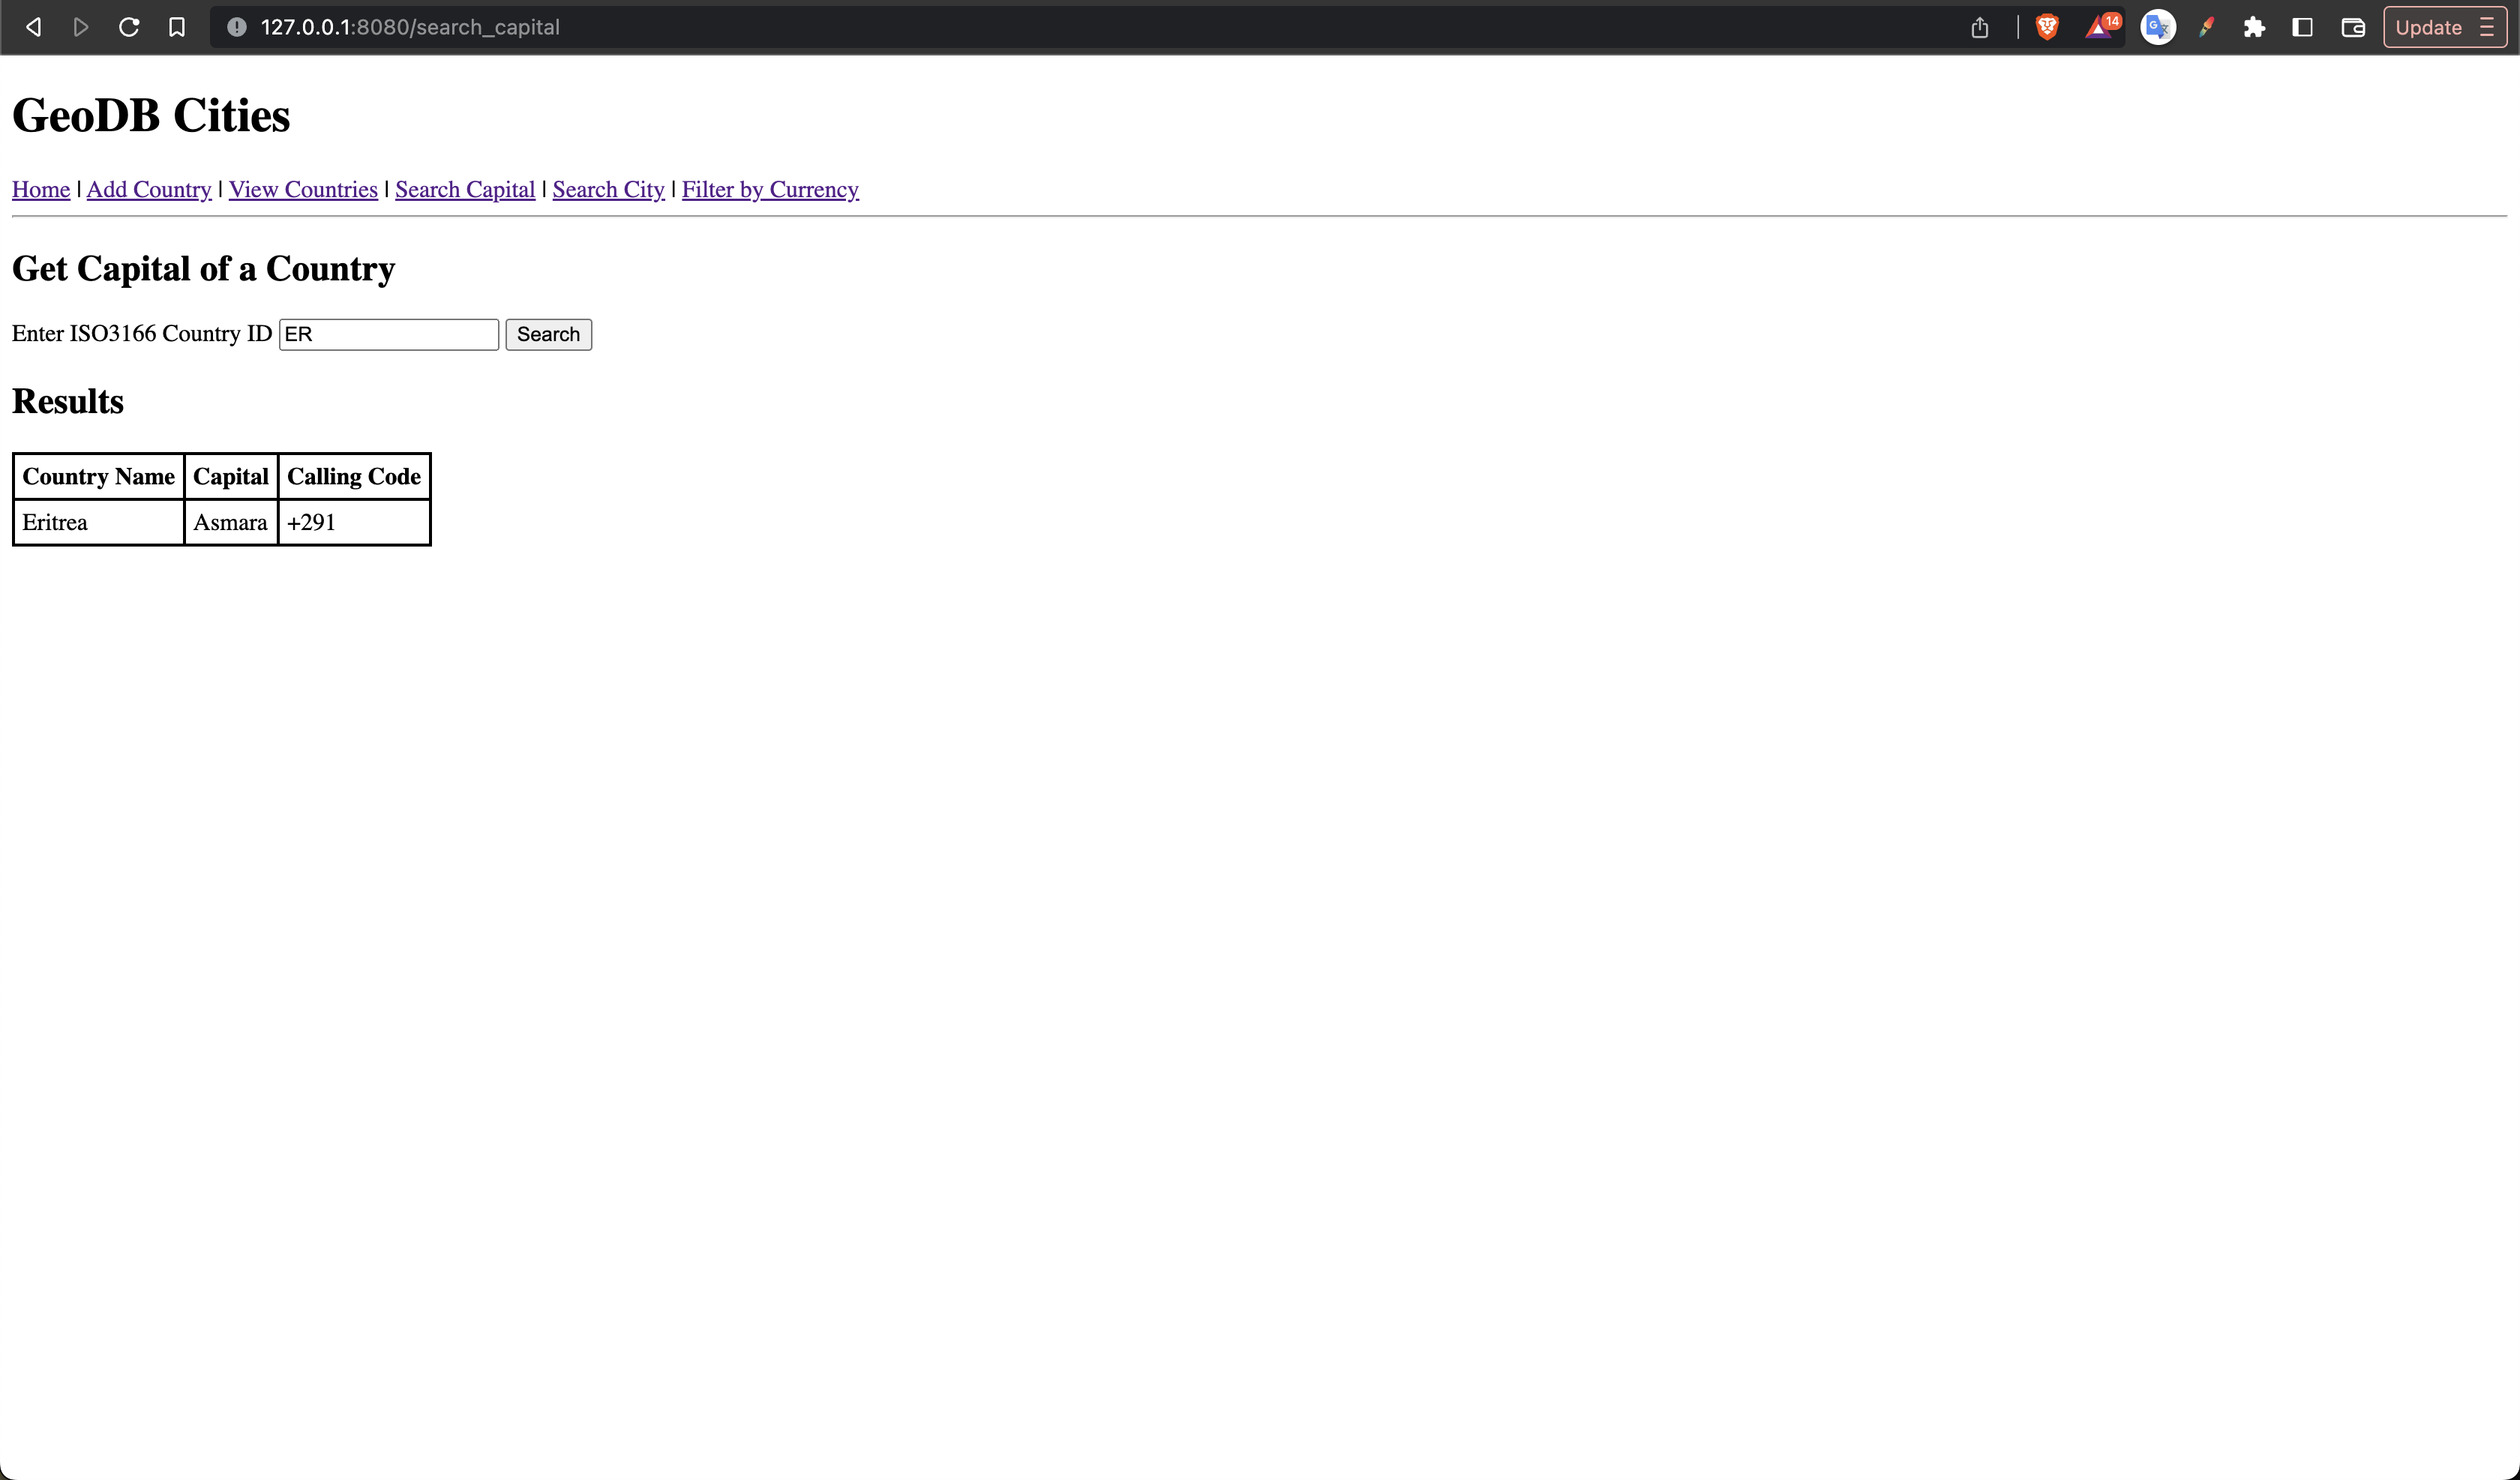 127.0.0.1:8080/search_capital
14
Update
GeoDB Cities
Home | Add Country | View Countries | Search Capital | Search City | Filter by Currency
Get Capital of a Country
Enter ISO3166 Country ID ER Search
Results
Country Name Capital Calling Code
Eritrea Asmara +291